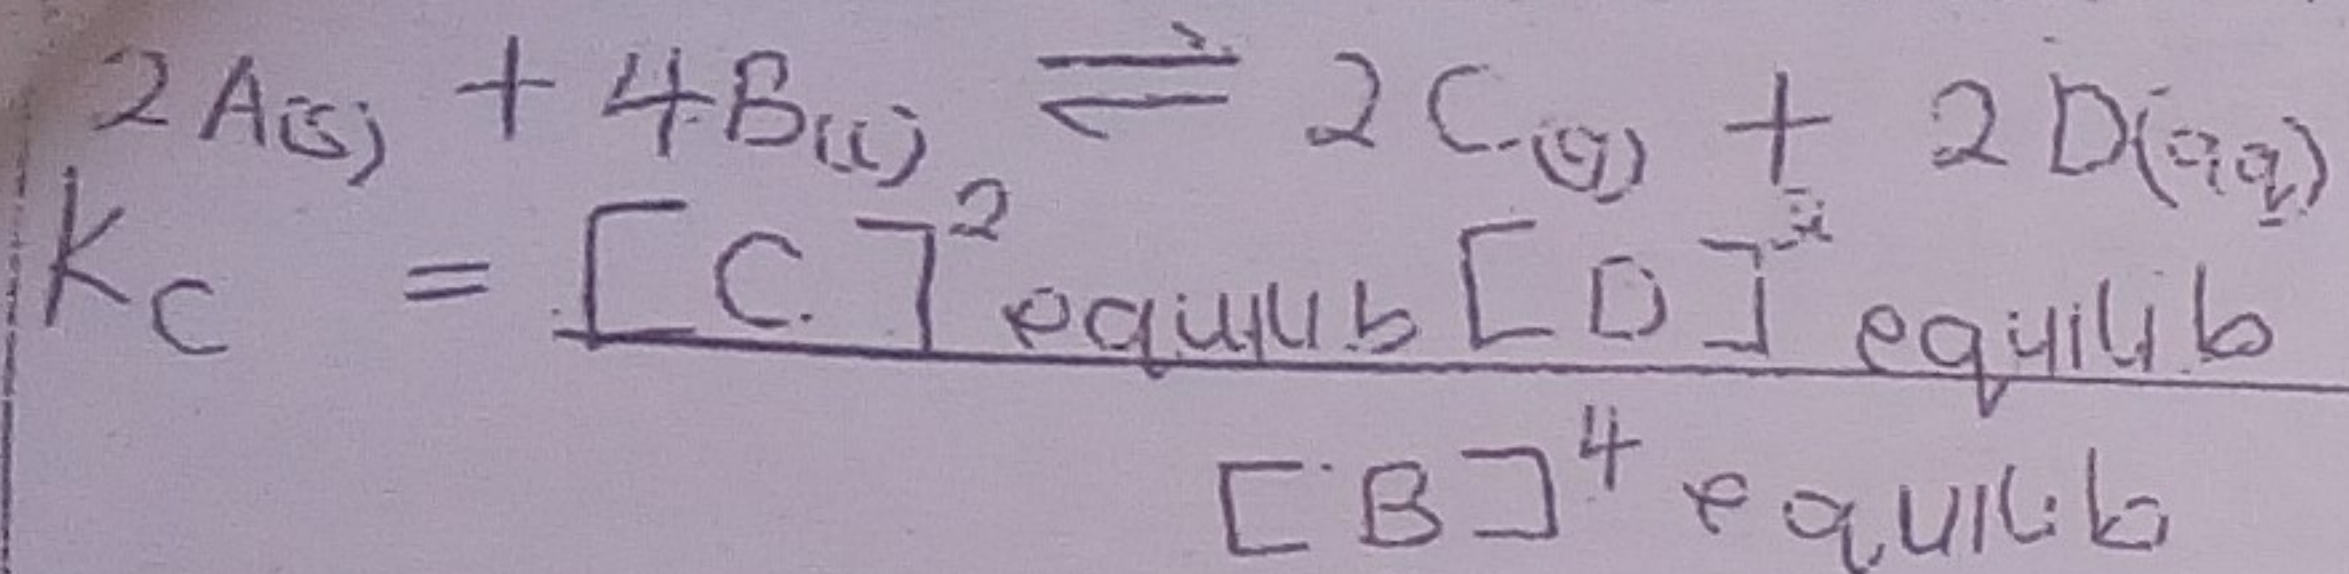 2A(s) + 4B(l) ⇌ 2C(g) + 2D(aq)
Kc = [C]² equilib [D]² equilib
[B]⁴ equilib